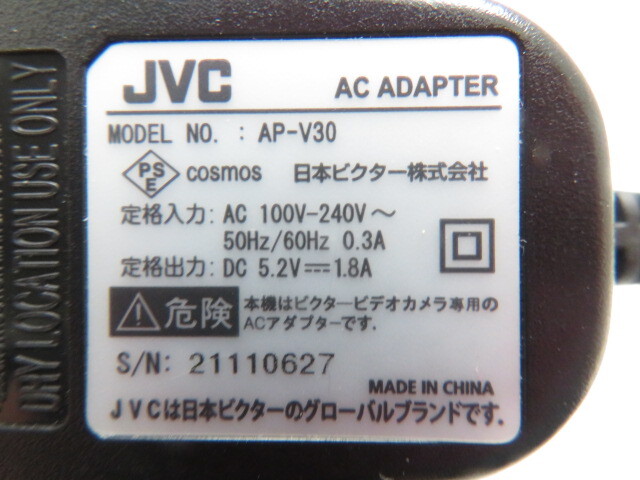 JVC AC ADAPTER
MODEL NO. : AP-V30
PSE cosmos 日本ビクター株式会社
定格入力: AC 100V-240V～
50Hz/60Hz 0.3A
定格出力: DC 5.2V⎓1.8A
⚠危険 本機はビクタービデオカメラ専用の
ACアダプターです.
S/N: 21110627
MADE IN CHINA
JVCは日本ビクターのグローバルブランドです.
DRY LOCATION USE ONLY